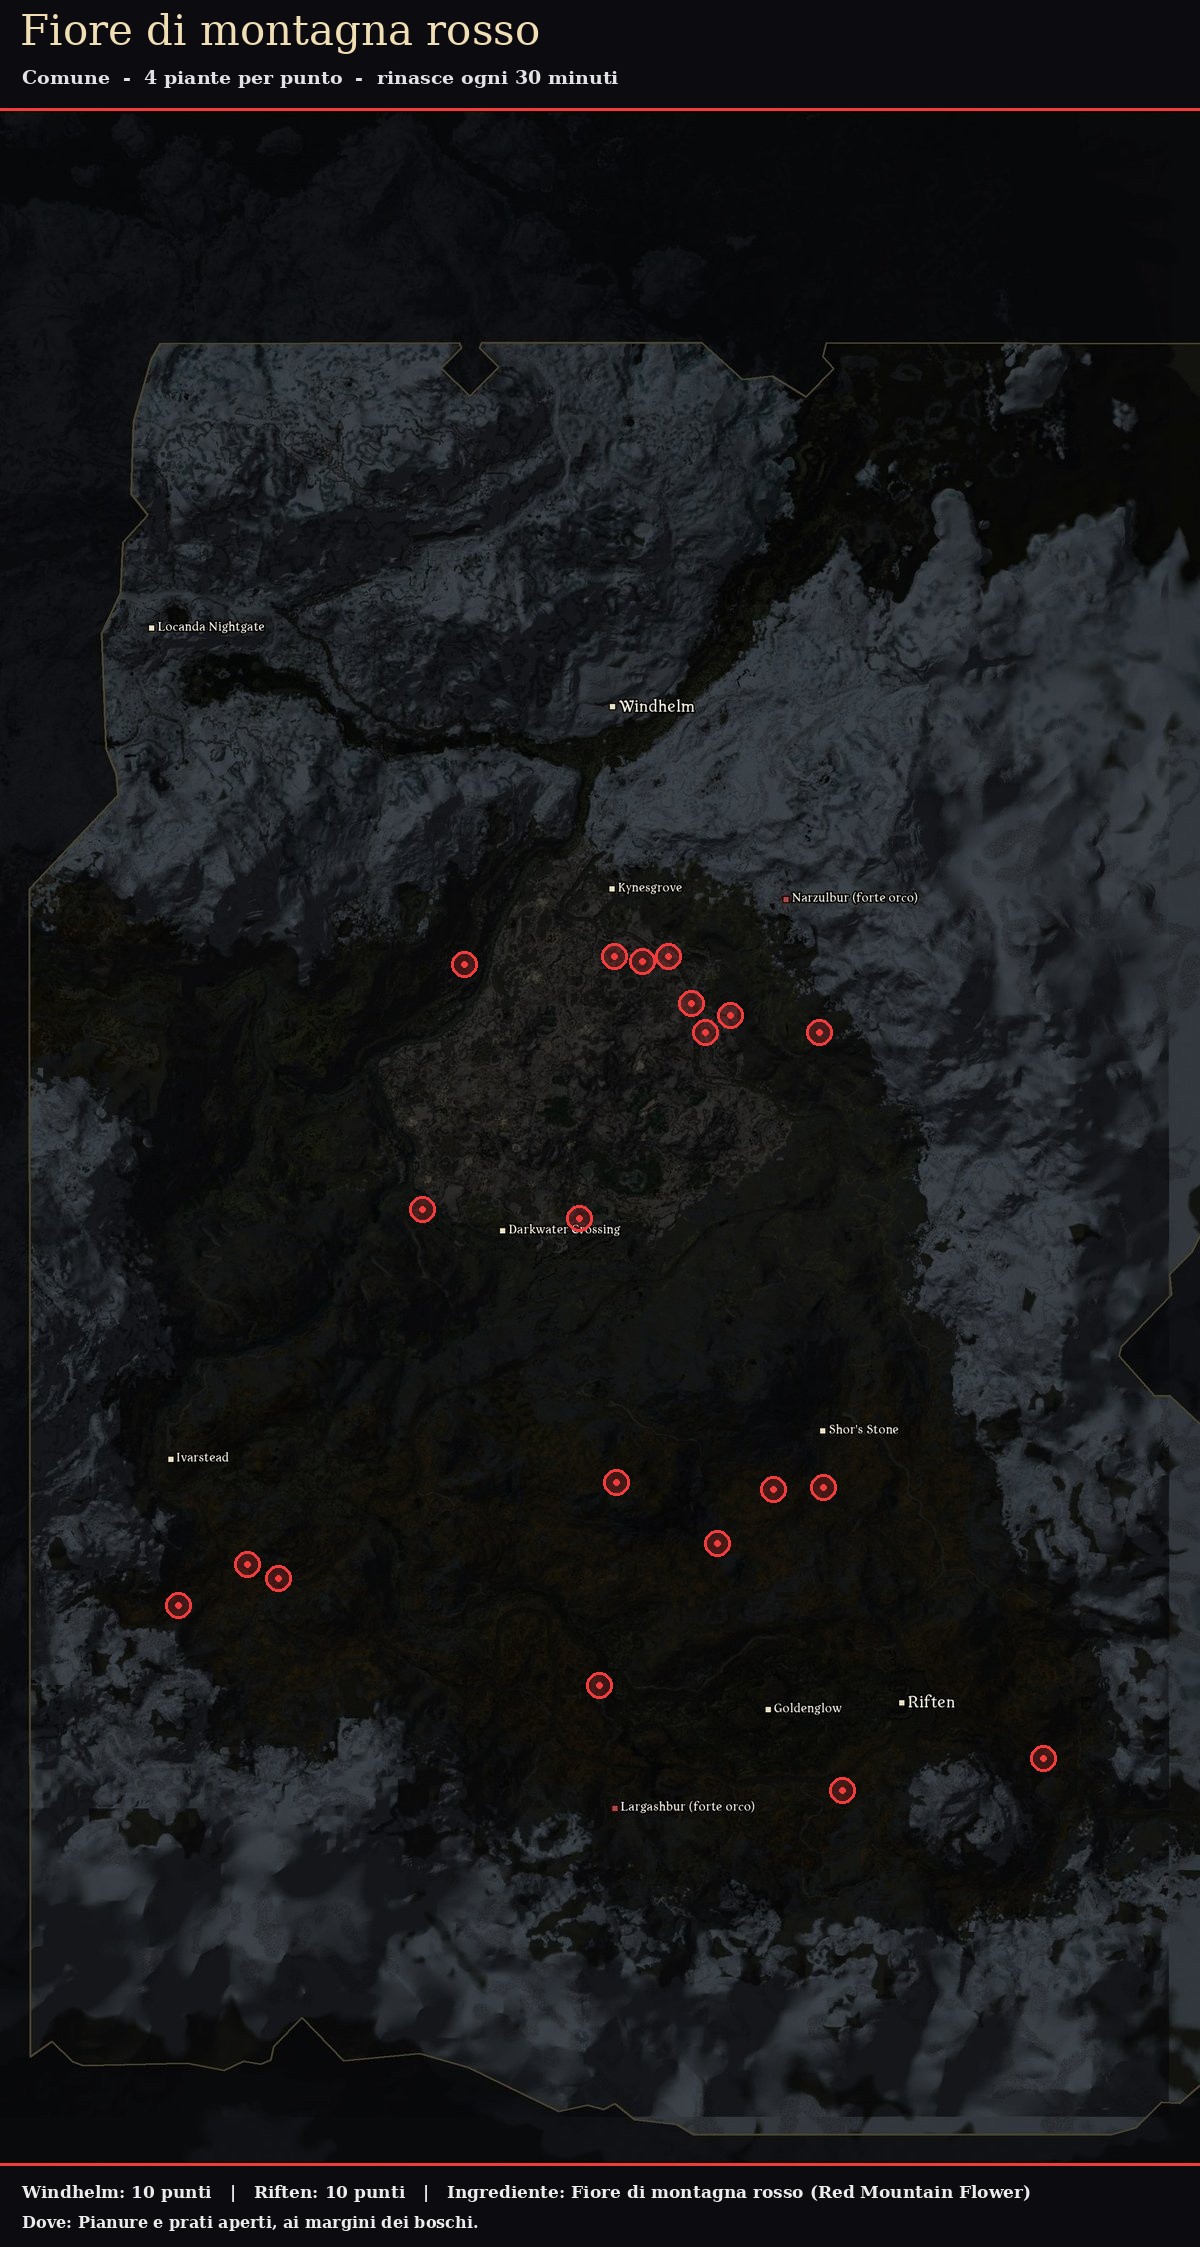 Fiore di montagna rosso
Comune - 4 piante per punto - rinasce ogni 30 minuti
Locanda Nightgate
Windhelm
Kynesgrove
Narzulbur (forte orco)
Darkwater Crossing
Shor's Stone
Ivarstead
Riften
Goldenglow
Largashbur (forte orco)
Windhelm: 10 punti | Riften: 10 punti | Ingrediente: Fiore di montagna rosso (Red Mountain Flower)
Dove: Pianure e prati aperti, ai margini dei boschi.